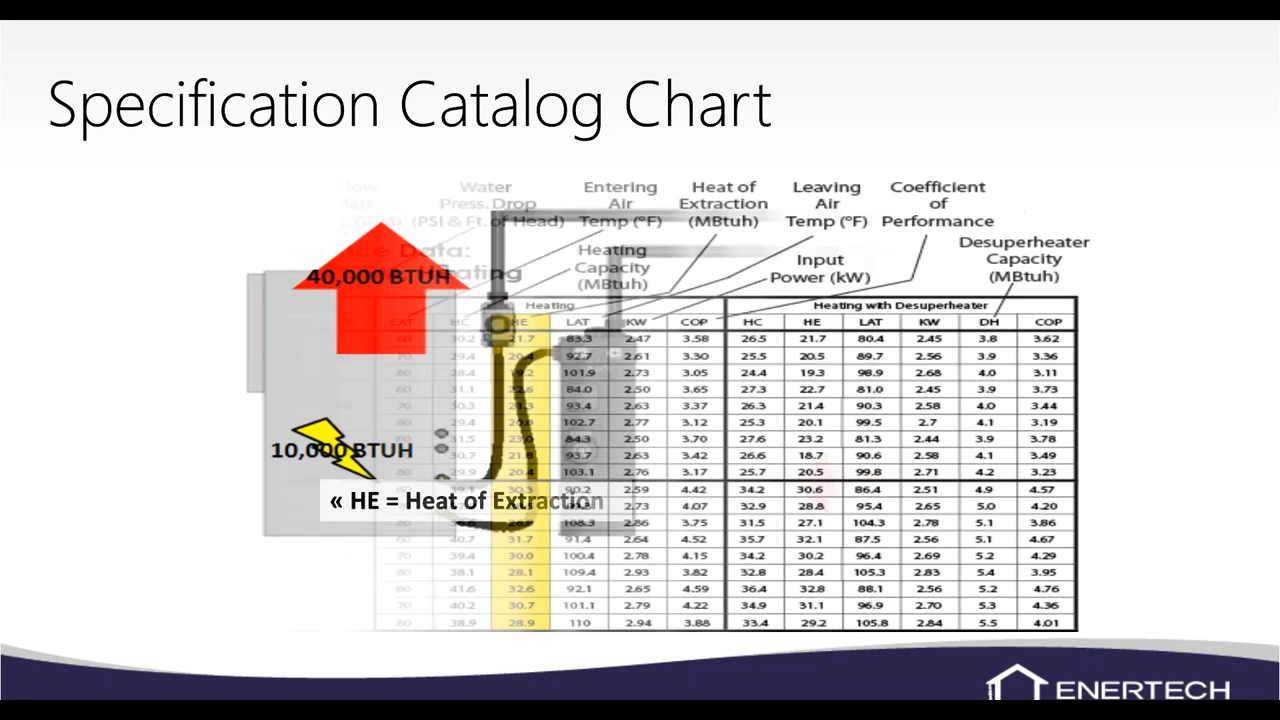 Specification Catalog Chart
Flow Water Entering Heat of Leaving Coefficient
Press. Drop Air Extraction Air of
(PSI & Ft. of Head) Temp (°F) (MBtuh) Temp (°F) Performance
Data: Heating Desuperheater
Capacity Input Capacity
40,000 BTUH Heating (MBtuh) Power (kW) (MBtuh)
Heating Heating with Desuperheater
EAT HC HE LAT KW COP HC HE LAT KW DH COP
60 30.2 21.7 83.3 2.47 3.58 26.5 21.7 80.4 2.45 3.8 3.62
70 29.4 20.4 92.7 2.61 3.30 25.5 20.5 89.7 2.56 3.9 3.36
80 28.4 19.2 101.9 2.73 3.05 24.4 19.3 98.9 2.68 4.0 3.11
60 31.1 22.6 84.0 2.50 3.65 27.3 22.7 81.0 2.45 3.9 3.73
70 30.3 21.3 93.4 2.63 3.37 26.3 21.4 90.3 2.58 4.0 3.44
80 29.4 20.0 102.7 2.77 3.12 25.3 20.1 99.5 2.7 4.1 3.19
31.5 23.0 84.3 2.50 3.70 27.6 23.2 81.3 2.44 3.9 3.78
10,000 BTUH 30.7 21.8 93.7 2.63 3.42 26.6 18.7 90.6 2.58 4.1 3.49
80 29.9 20.4 103.1 2.76 3.17 25.7 20.5 99.8 2.71 4.2 3.23
60 39.1 30.3 90.2 2.59 4.42 34.2 30.6 86.4 2.51 4.9 4.57
« HE = Heat of Extraction 2.73 4.07 32.9 28.8 95.4 2.65 5.0 4.20
80 108.3 2.86 3.75 31.5 27.1 104.3 2.78 5.1 3.86
60 40.7 31.7 91.4 2.64 4.52 35.7 32.1 87.5 2.56 5.1 4.67
70 39.4 30.0 100.4 2.78 4.15 34.2 30.2 96.4 2.69 5.2 4.29
80 38.1 28.1 109.4 2.93 3.82 32.8 28.4 105.3 2.83 5.4 3.95
60 41.6 32.6 92.1 2.65 4.59 36.4 32.8 88.1 2.56 5.2 4.76
70 40.2 30.7 101.1 2.79 4.22 34.9 31.1 96.9 2.70 5.3 4.36
80 38.9 28.9 110 2.94 3.88 33.4 29.2 105.8 2.84 5.5 4.01
ENERTECH